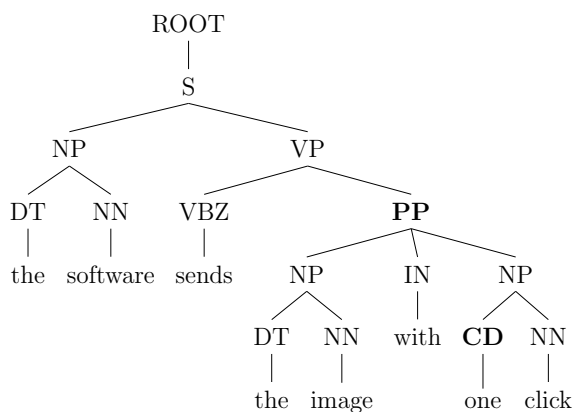 ROOT
S
NP VP
DT NN VBZ PP
the software sends NP IN NP
DT NN with CD NN
the image one click